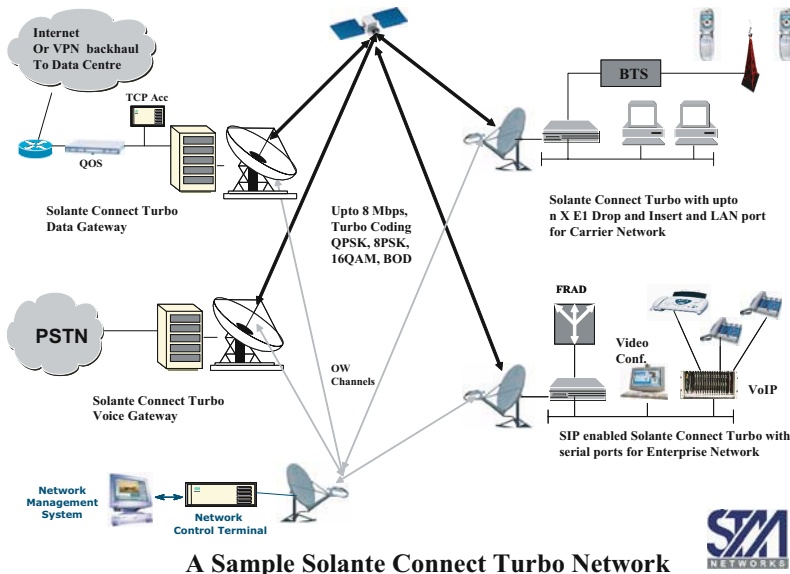 Internet
Or VPN backhaul
To Data Centre
TCP Acc
QOS
Solante Connect Turbo
Data Gateway
BTS
Solante Connect Turbo with upto
n X E1 Drop and Insert and LAN port
for Carrier Network
Upto 8 Mbps,
Turbo Coding
QPSK, 8PSK,
16QAM, BOD
PSTN
Solante Connect Turbo
Voice Gateway
OW
Channels
FRAD
Video
Conf.
VoIP
SIP enabled Solante Connect Turbo with
serial ports for Enterprise Network
Network
Management
System
Network
Control Terminal
A Sample Solante Connect Turbo Network
STM
NETWORKS